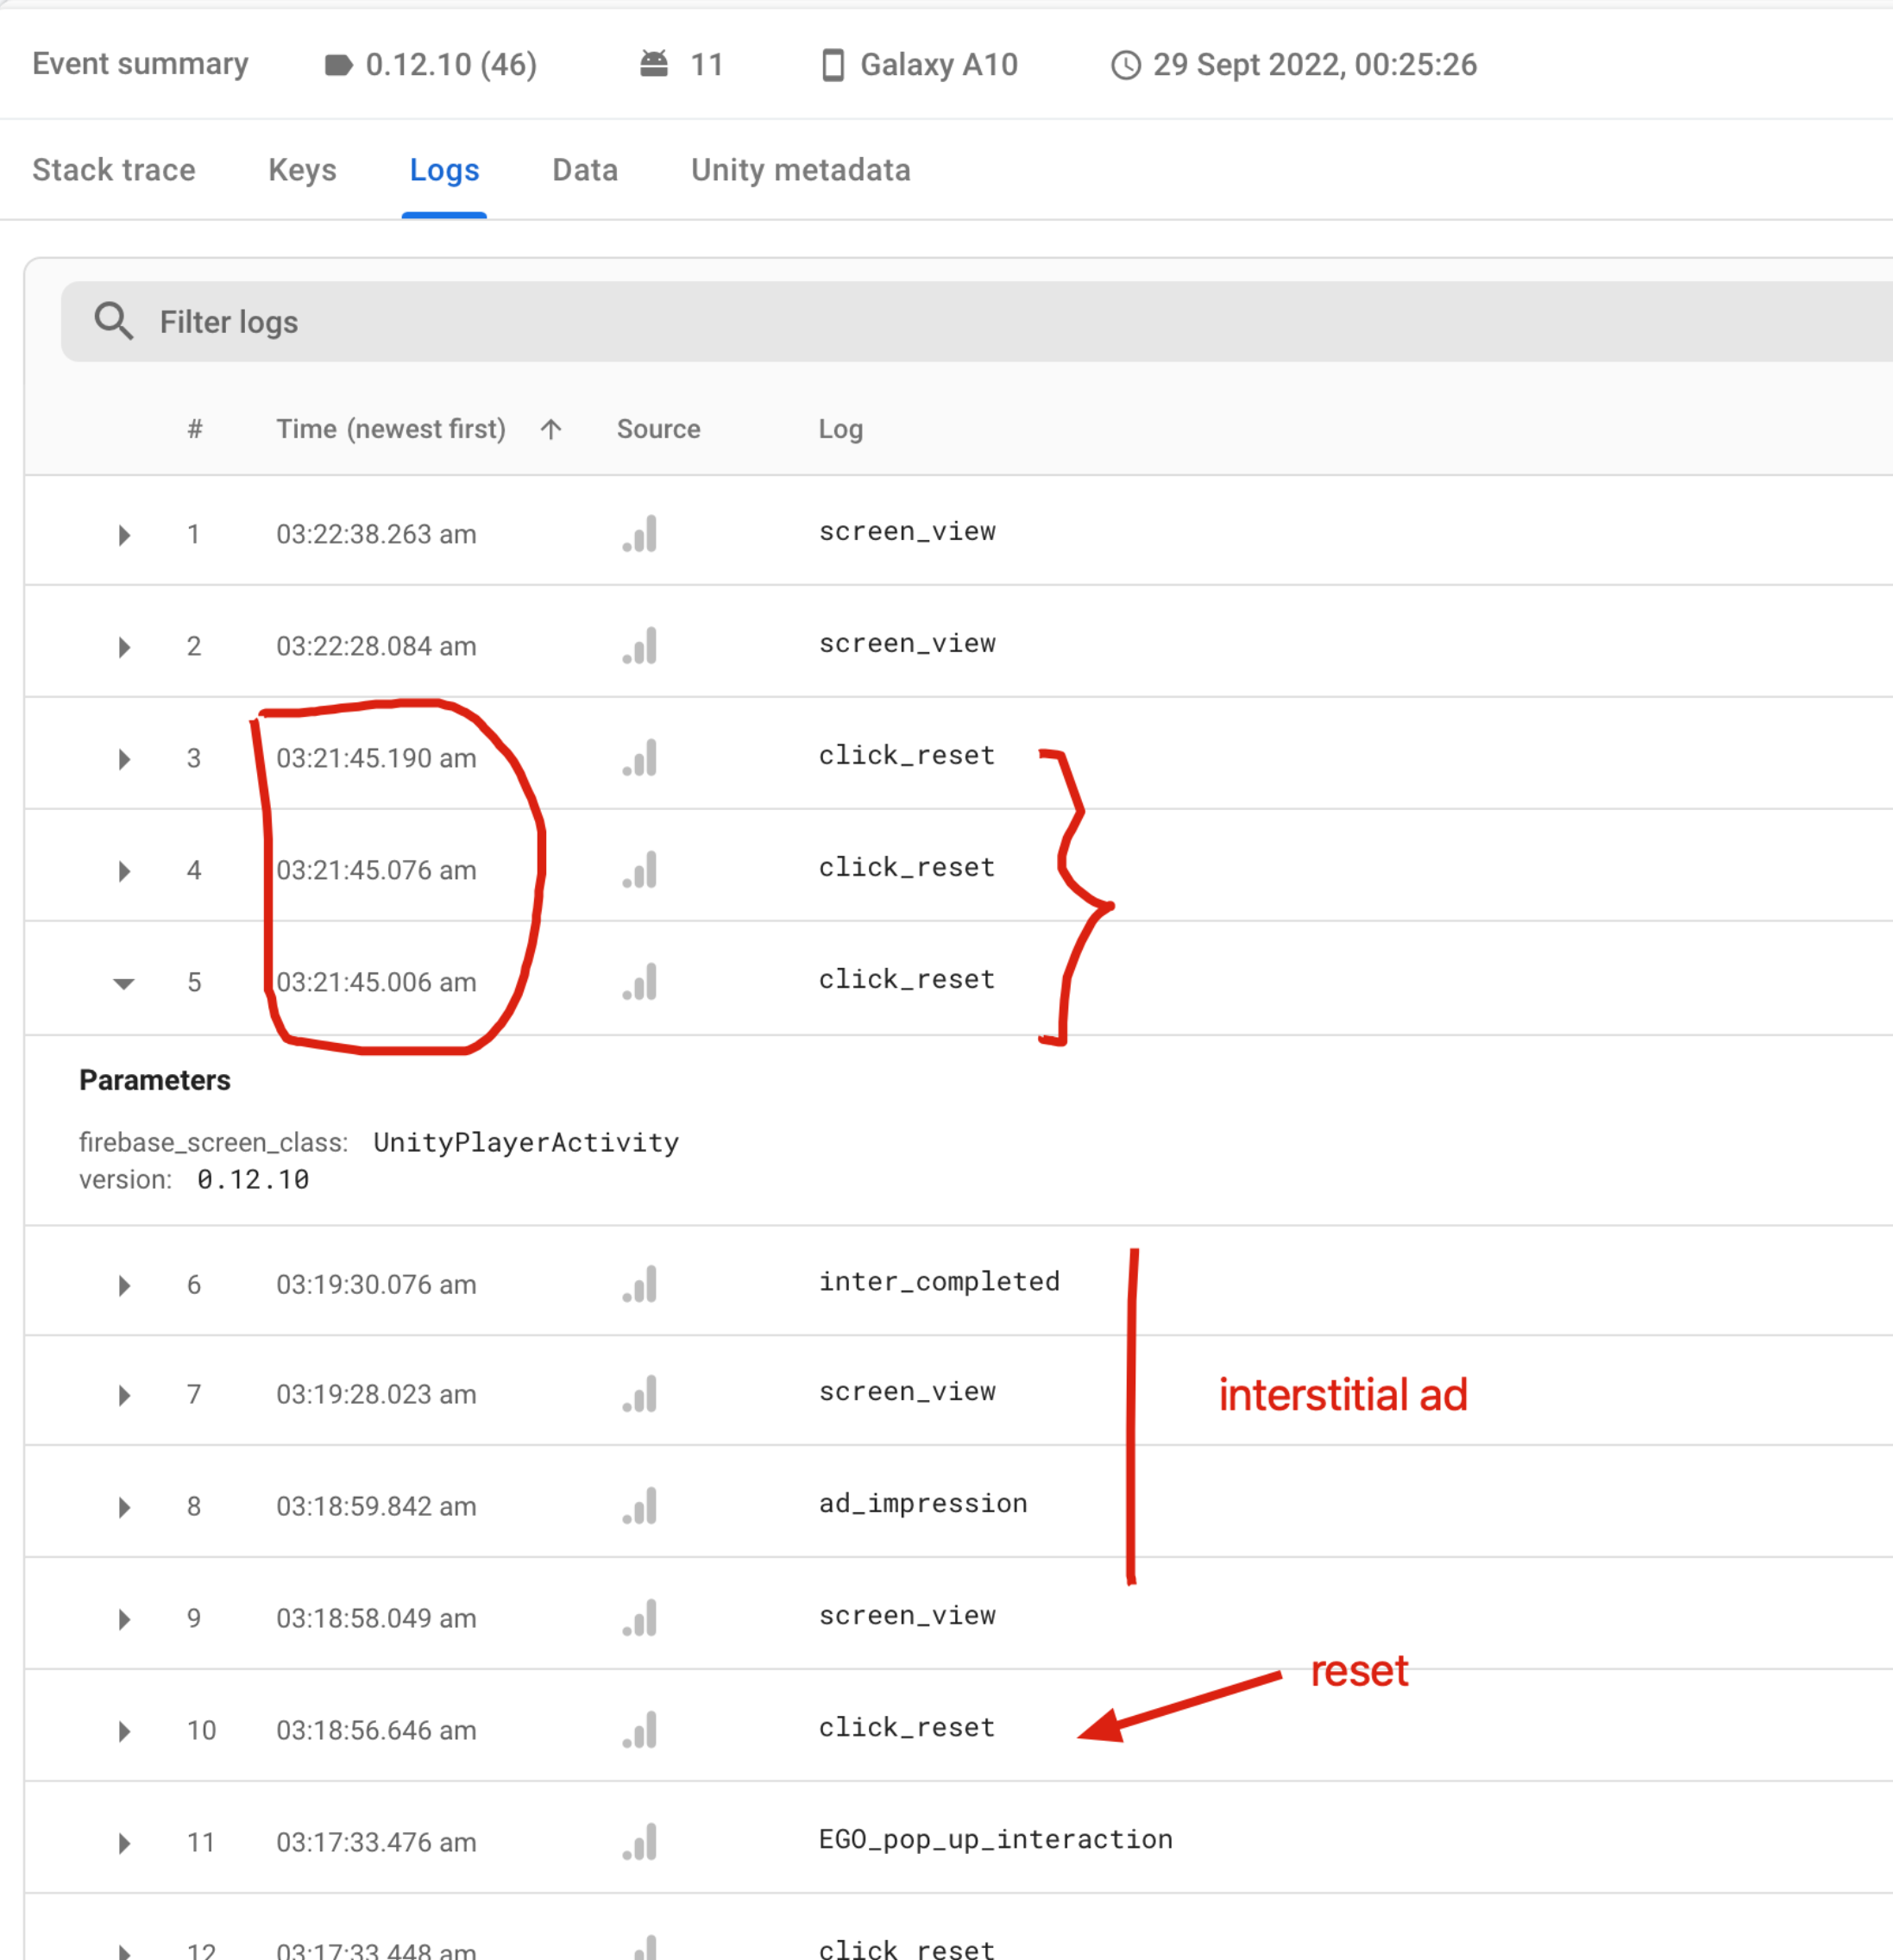 Event summary 0.12.10 (46) 11 Galaxy A10 29 Sept 2022, 00:25:26
Stack trace Keys Logs Data Unity metadata
Filter logs
# Time (newest first) Source Log
1 03:22:38.263 am screen_view
2 03:22:28.084 am screen_view
3 03:21:45.190 am click_reset
4 03:21:45.076 am click_reset
5 03:21:45.006 am click_reset
Parameters
firebase_screen_class: UnityPlayerActivity
version: 0.12.10
6 03:19:30.076 am inter_completed
7 03:19:28.023 am screen_view interstitial ad
8 03:18:59.842 am ad_impression
9 03:18:58.049 am screen_view
reset
10 03:18:56.646 am click_reset
11 03:17:33.476 am EGO_pop_up_interaction
12 03:17:33.448 am click_reset